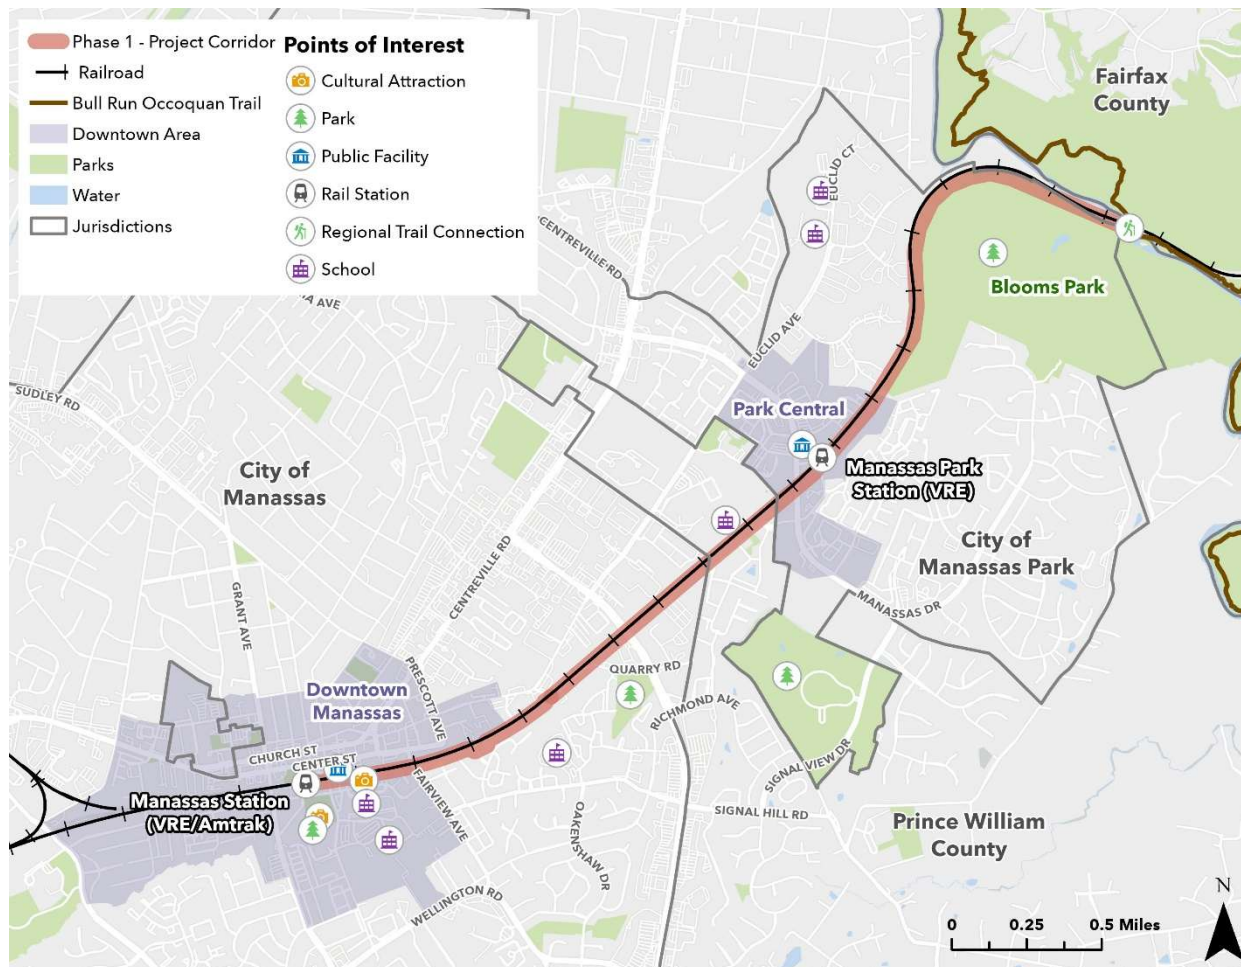 Phase 1 - Project Corridor
Railroad
Bull Run Occoquan Trail
Downtown Area
Parks
Water
Jurisdictions
Points of Interest
Cultural Attraction
Park
Public Facility
Rail Station
Regional Trail Connection
School
Fairfax
County
EUCLID CT
CENTREVILLE RD
AVE
Blooms Park
EUCLID AVE
SUDLEY RD
Park Central
City of
Manassas
Manassas Park
Station (VRE)
City of
Manassas Park
CENTREVILLE RD
GRANT AVE
MANASSAS DR
PRESCOTT AVE
QUARRY RD
Downtown
Manassas
RICHMOND AVE
CHURCH ST
CENTER ST
SIGNAL VIEW DR
Manassas Station
(VRE/Amtrak)
FAIRVIEW AVE
OAKENSHAW DR
SIGNAL HILL RD
Prince William
County
WELLINGTON RD
N
0 0.25 0.5 Miles